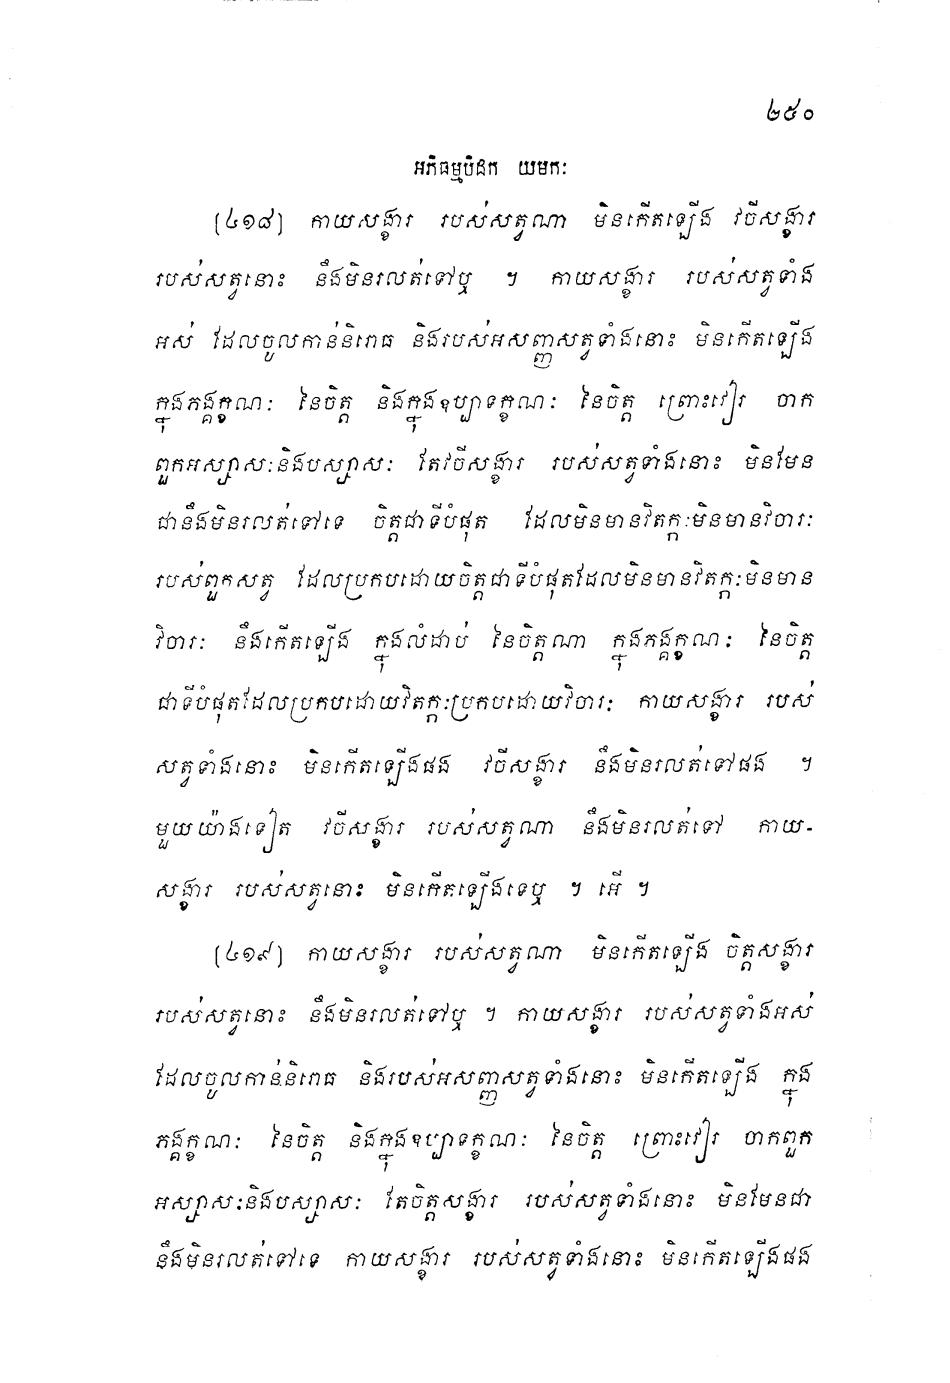 ២៥០
អភិធម្មបិដក យមកៈ
[៤១៨] កាយសង្ខារ របស់សត្វណា មិនកើតឡើង វចីសង្ខារ
របស់សត្វនោះ នឹងមិនរលត់ទៅឬ ។ កាយសង្ខារ របស់សត្វទាំង
អស់ ដែលចូលកាន់និរោធ និងរបស់អសញ្ញសត្វទាំងនោះ មិនកើតឡើង
ក្នុងភង្គក្ខណៈ នៃចិត្ត និងក្នុងឧប្បាទក្ខណៈ នៃចិត្ត ព្រោះវៀរ ចាក
ពួកអស្សាសៈនិងបស្សាសៈ តែវចីសង្ខារ របស់សត្វទាំងនោះ មិនមែន
ជានឹងមិនរលត់ទៅទេ ចិត្តជាទីបំផុត ដែលមិនមានវិតក្កៈមិនមានវិចារៈ
របស់ពួកសត្វ ដែលប្រកបដោយចិត្តជាទីបំផុតដែលមិនមានវិតក្កៈមិនមាន
វិចារៈ នឹងកើតឡើង ក្នុងលំដាប់ នៃចិត្តណា ក្នុងភង្គក្ខណៈ នៃចិត្ត
ជាទីបំផុតដែលប្រកបដោយវិតក្កៈប្រកបដោយវិចារៈ កាយសង្ខារ របស់
សត្វទាំងនោះ មិនកើតឡើងផង វចីសង្ខារ នឹងមិនរលត់ទៅផង ។
មួយយ៉ាងទៀត វចីសង្ខារ របស់សត្វណា នឹងមិនរលត់ទៅ កាយ-
សង្ខារ របស់សត្វនោះ មិនកើតឡើងទេឬ ។ អើ ។
[៤១៩] កាយសង្ខារ របស់សត្វណា មិនកើតឡើង ចិត្តសង្ខារ
របស់សត្វនោះ នឹងមិនរលត់ទៅឬ ។ កាយសង្ខារ របស់សត្វទាំងអស់
ដែលចូលកាន់និរោធ និងរបស់អសញ្ញសត្វទាំងនោះ មិនកើតឡើង ក្នុង
ភង្គក្ខណៈ នៃចិត្ត និងក្នុងឧប្បាទក្ខណៈ នៃចិត្ត ព្រោះវៀរ ចាកពួក
អស្សាសៈនិងបស្សាសៈ តែចិត្តសង្ខារ របស់សត្វទាំងនោះ មិនមែនជា
នឹងមិនរលត់ទៅទេ កាយសង្ខារ របស់សត្វទាំងនោះ មិនកើតឡើងផង